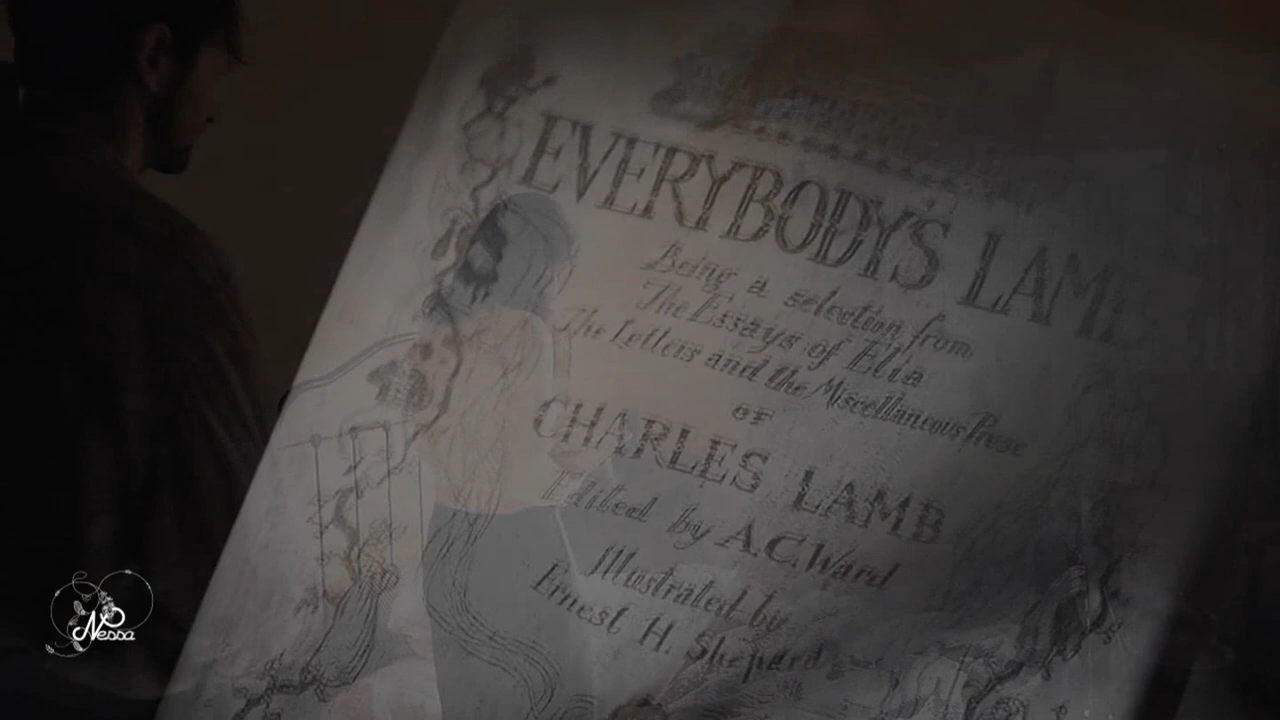 EVERYBODY'S LAMB
Being a selection from
The Essays of Elia
The Letters and the Miscellaneous Prose
OF
CHARLES LAMB
Edited by A.C. Ward
Illustrated by
Ernest H. Shepard
Nessa